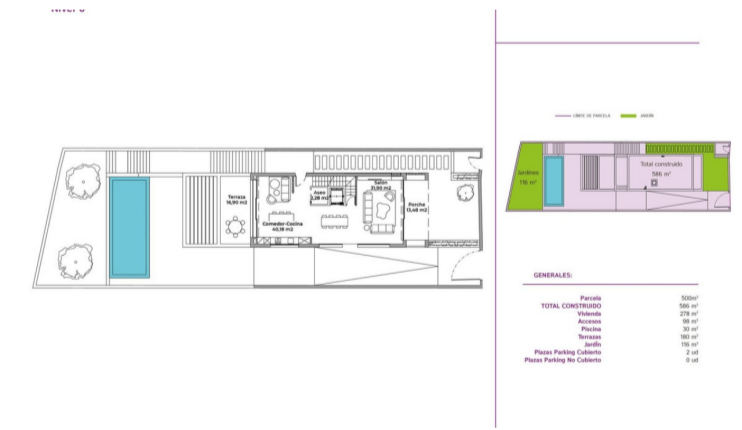 Terraza
16,90 m2
Aseo
2,28 m2
Salón
21,90 m2
Porche
13,48 m2
Comedor-Cocina
40,18 m2
LÍMITE DE PARCELA
JARDÍN
Jardines
116 m²
Total construido
586 m²
GENERALES:
Parcela 500m²
TOTAL CONSTRUIDO 586 m²
Vivienda 278 m²
Accesos 98 m²
Piscina 30 m²
Terrazas 180 m²
Jardín 116 m²
Plazas Parking Cubierto 2 ud
Plazas Parking No Cubierto 0 ud